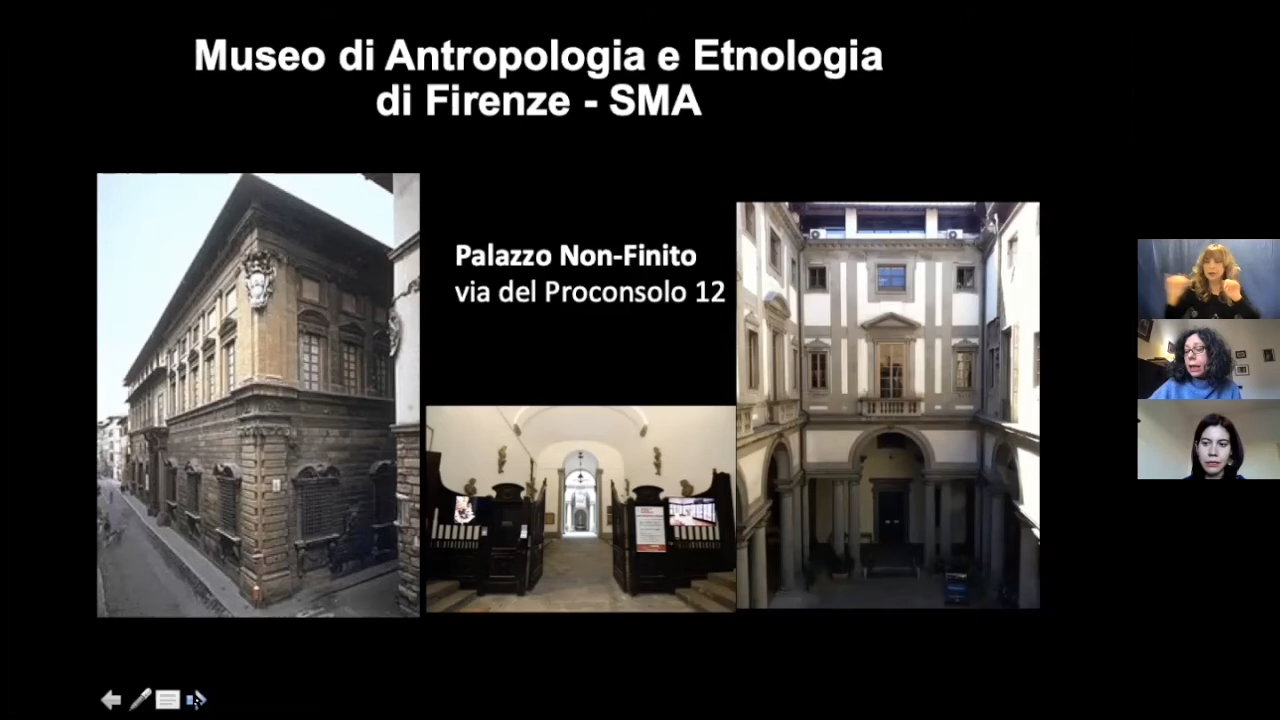 Museo di Antropologia e Etnologia
di Firenze - SMA
Palazzo Non-Finito
via del Proconsolo 12